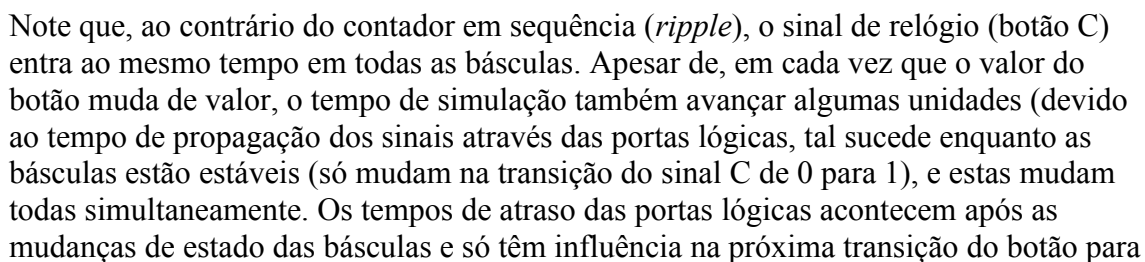 Note que, ao contrário do contador em sequência (ripple), o sinal de relógio (botão C)
entra ao mesmo tempo em todas as básculas. Apesar de, em cada vez que o valor do
botão muda de valor, o tempo de simulação também avançar algumas unidades (devido
ao tempo de propagação dos sinais através das portas lógicas, tal sucede enquanto as
básculas estão estáveis (só mudam na transição do sinal C de 0 para 1), e estas mudam
todas simultaneamente. Os tempos de atraso das portas lógicas acontecem após as
mudanças de estado das básculas e só têm influência na próxima transição do botão para